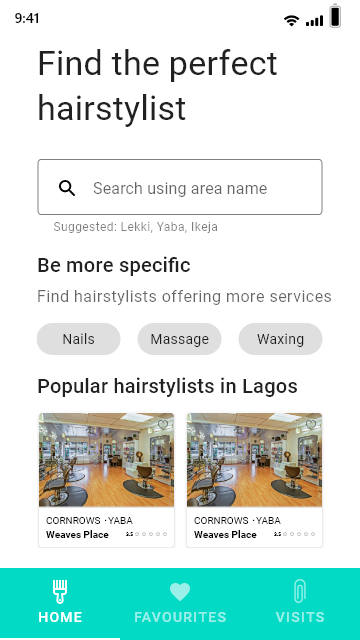 9:41
Find the perfect
hairstylist
Search using area name
Suggested: Lekki, Yaba, Ikeja
Be more specific
Find hairstylists offering more services
Nails Massage Waxing
Popular hairstylists in Lagos
CORNROWS · YABA CORNROWS · YABA
Weaves Place 3.5 Weaves Place 3.5
HOME FAVOURITES VISITS